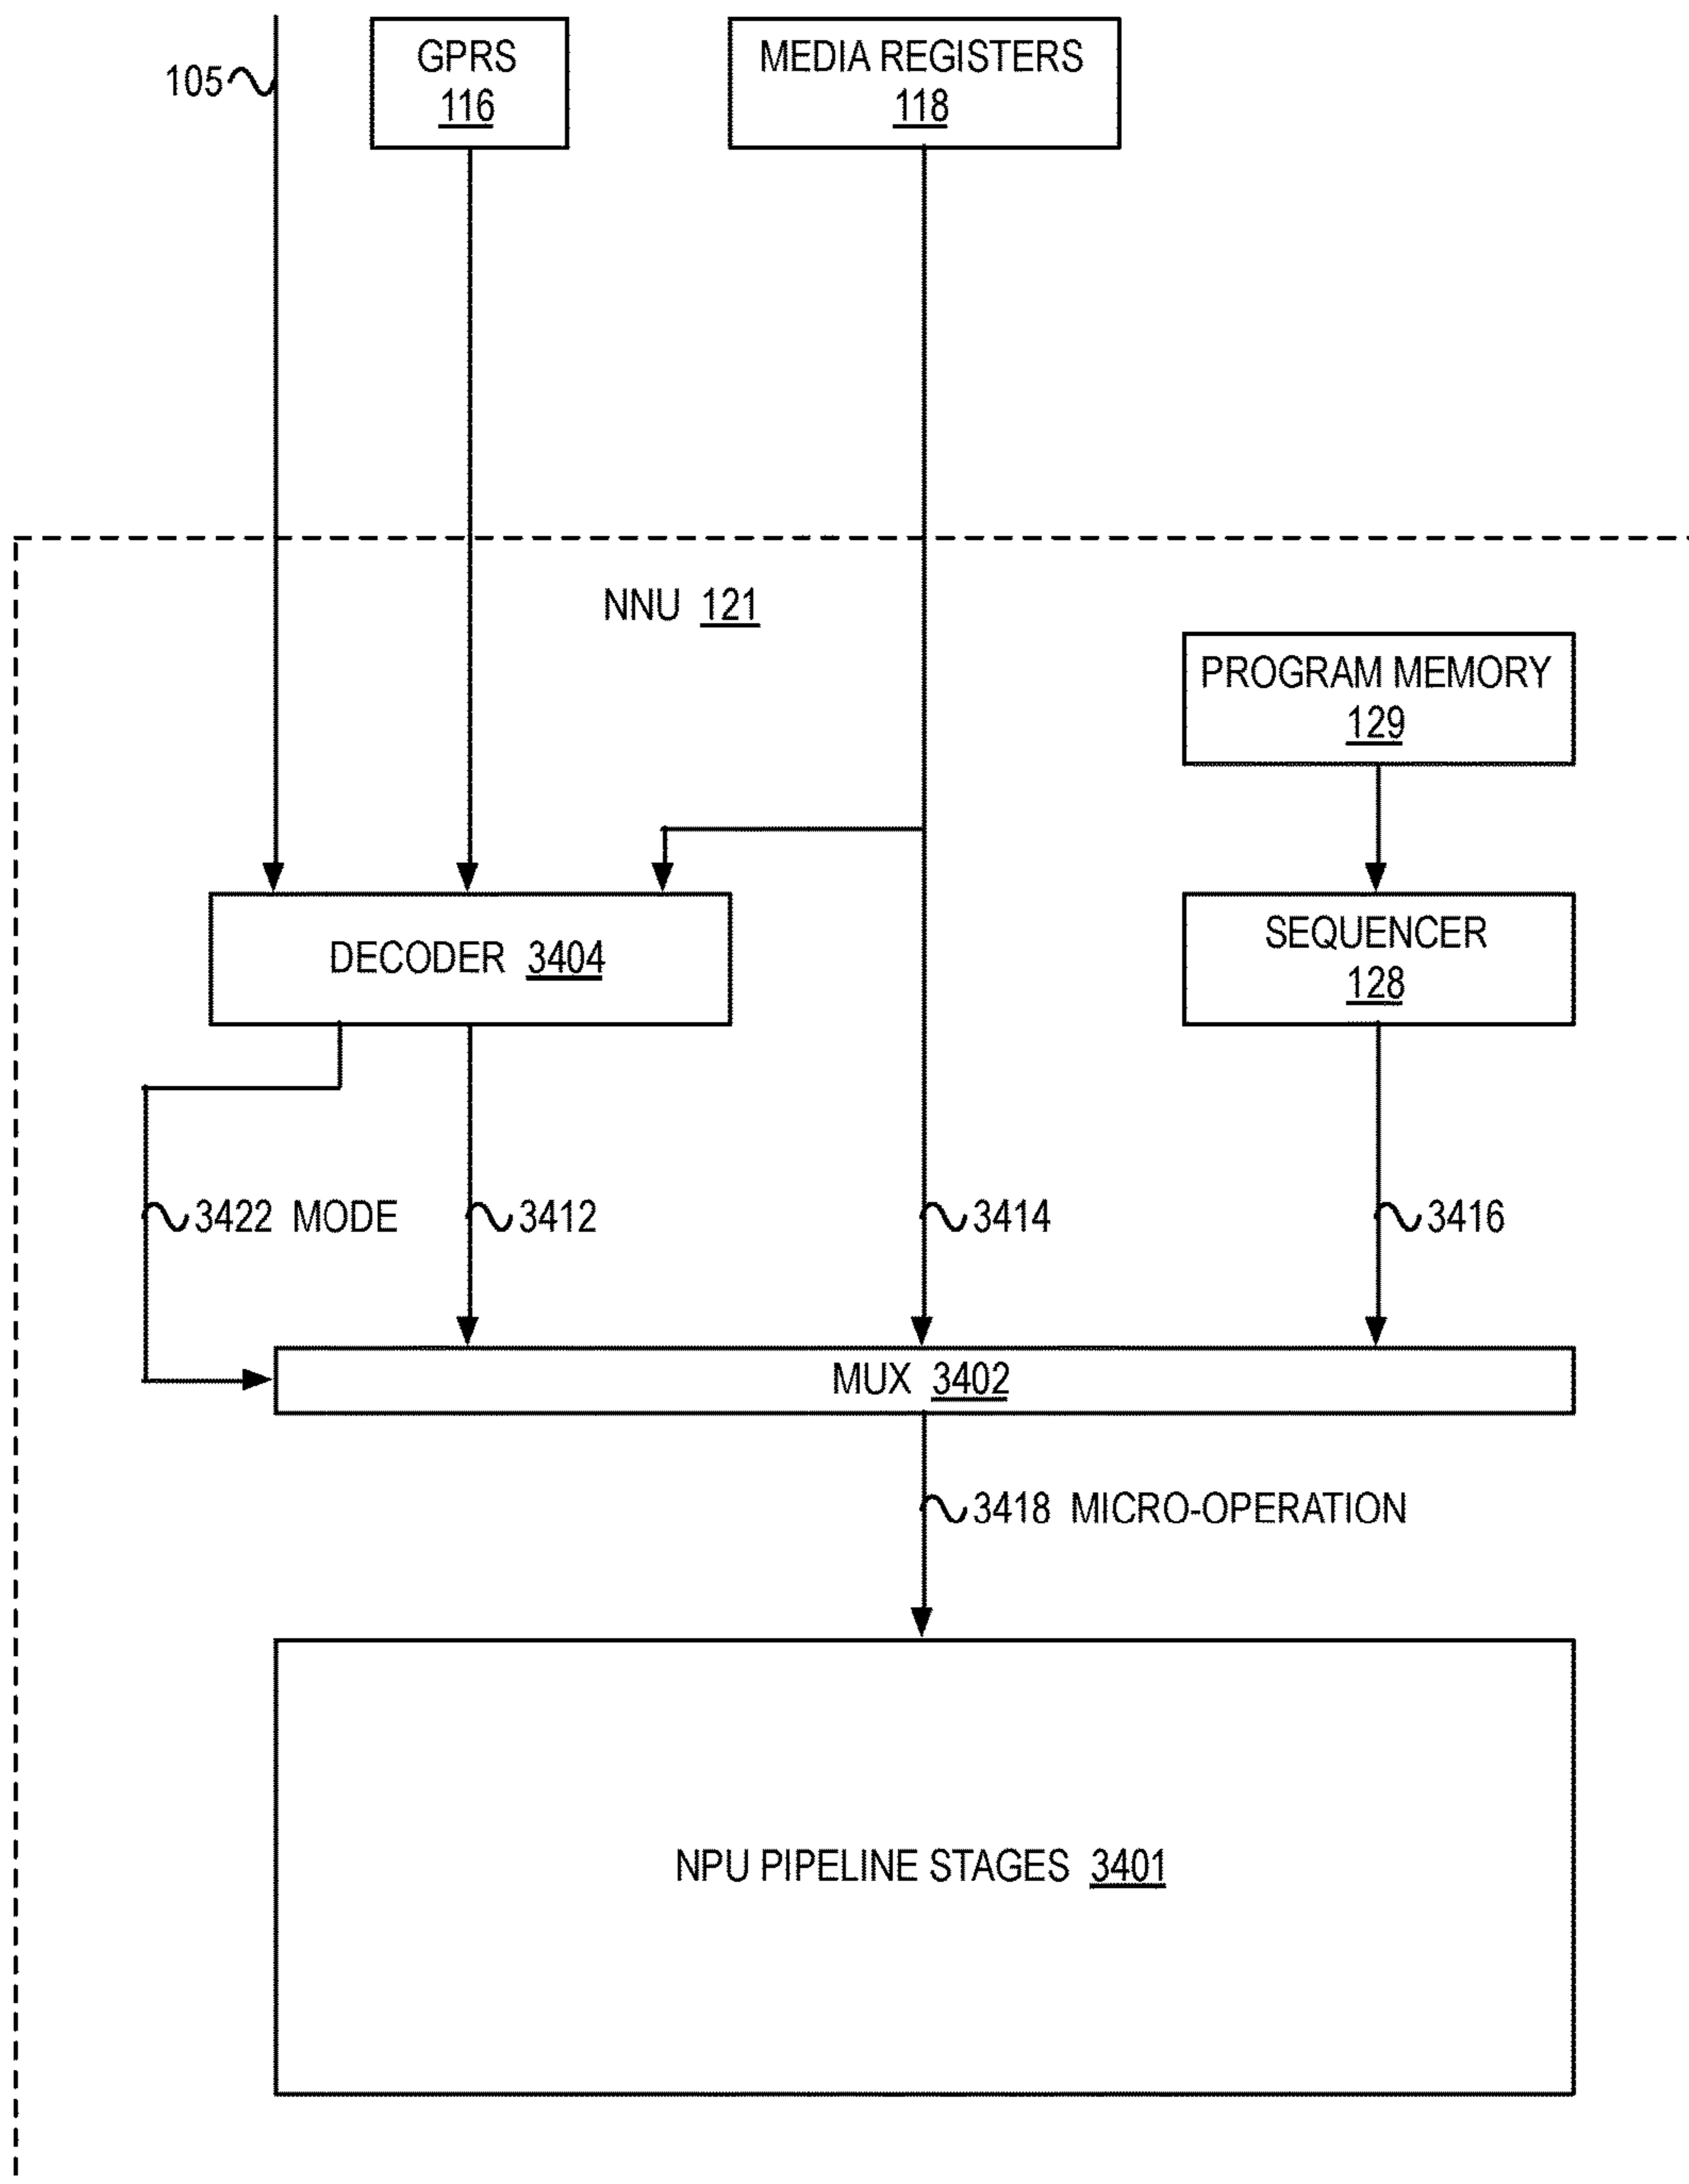 GPRS
116
MEDIA REGISTERS
118
105
NNU 121
PROGRAM MEMORY
129
DECODER 3404
SEQUENCER
128
3422 MODE
3412
3414
3416
MUX 3402
3418 MICRO-OPERATION
NPU PIPELINE STAGES 3401